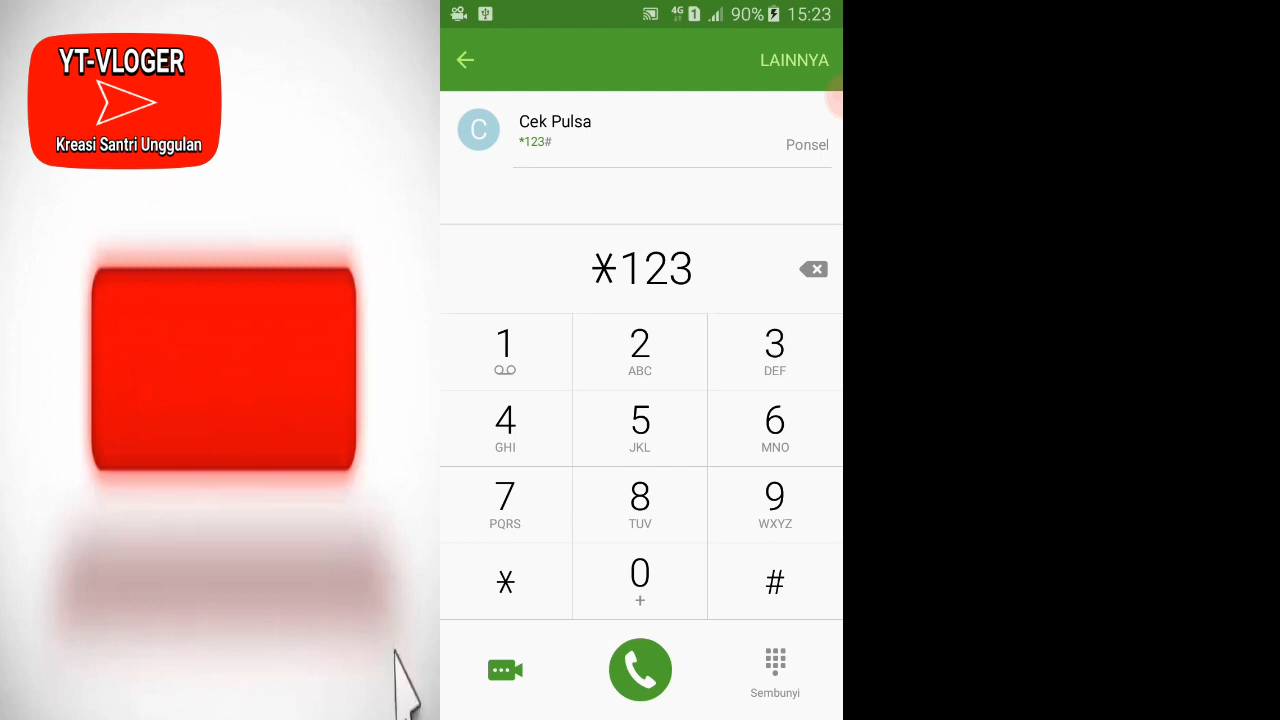 YT-VLOGER
Kreasi Santri Unggulan
4G 1 90% 15:23
LAINNYA
C
Cek Pulsa
*123#
Ponsel
*123
1
2
ABC
3
DEF
4
GHI
5
JKL
6
MNO
7
PQRS
8
TUV
9
WXYZ
*
0
+
#
Sembunyi